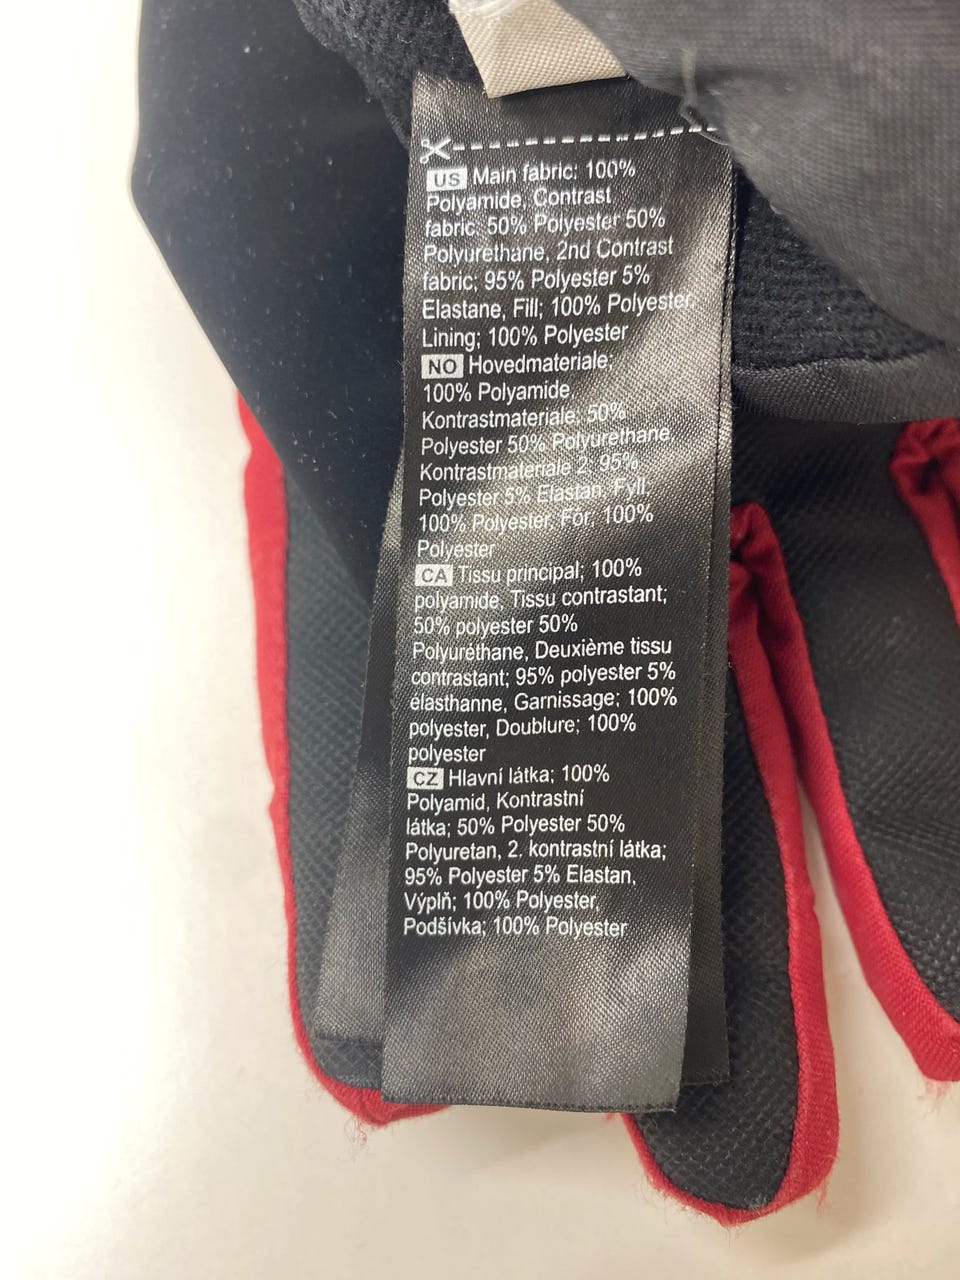 US Main fabric: 100%
Polyamide, Contrast
fabric: 50% Polyester 50%
Polyurethane, 2nd Contrast
fabric; 95% Polyester 5%
Elastane, Fill; 100% Polyester,
Lining; 100% Polyester
NO Hovedmateriale;
100% Polyamide,
Kontrastmateriale, 50%
Polyester 50% Polyurethane,
Kontrastmateriale 2, 95%
Polyester 5% Elastan, Fyll,
100% Polyester, Fôr; 100%
Polyester
CA Tissu principal; 100%
polyamide, Tissu contrastant;
50% polyester 50%
Polyuréthane, Deuxième tissu
contrastant; 95% polyester 5%
élasthanne, Garnissage; 100%
polyester, Doublure; 100%
polyester
CZ Hlavní látka; 100%
Polyamid, Kontrastní
látka; 50% Polyester 50%
Polyuretan, 2. kontrastní látka;
95% Polyester 5% Elastan,
Výplň; 100% Polyester,
Podšívka; 100% Polyester